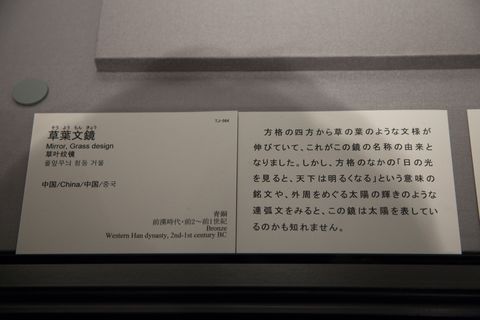 TJ-564
そう よう もん きょう
草葉文鏡
Mirror, Grass design
草叶纹镜
풀잎무늬 청동 거울
中国/China/中国/중국
青銅
前漢時代・前2～前1世紀
Bronze
Western Han dynasty, 2nd-1st century BC
方格の四方から草の葉のような文様が
伸びていて、これがこの鏡の名称の由来と
なりました。しかし、方格のなかの「日の光
を見ると、天下は明るくなる」という意味の
銘文や、外周をめぐる太陽の輝きのような
連弧文をみると、この鏡は太陽を表してい
るのかも知れません。